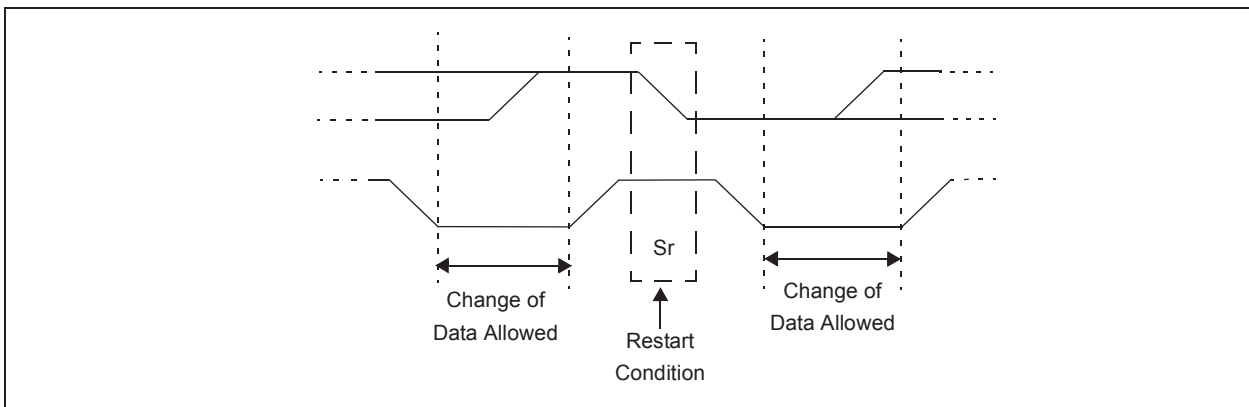 Sr
Change of
Data Allowed
Restart
Condition
Change of
Data Allowed